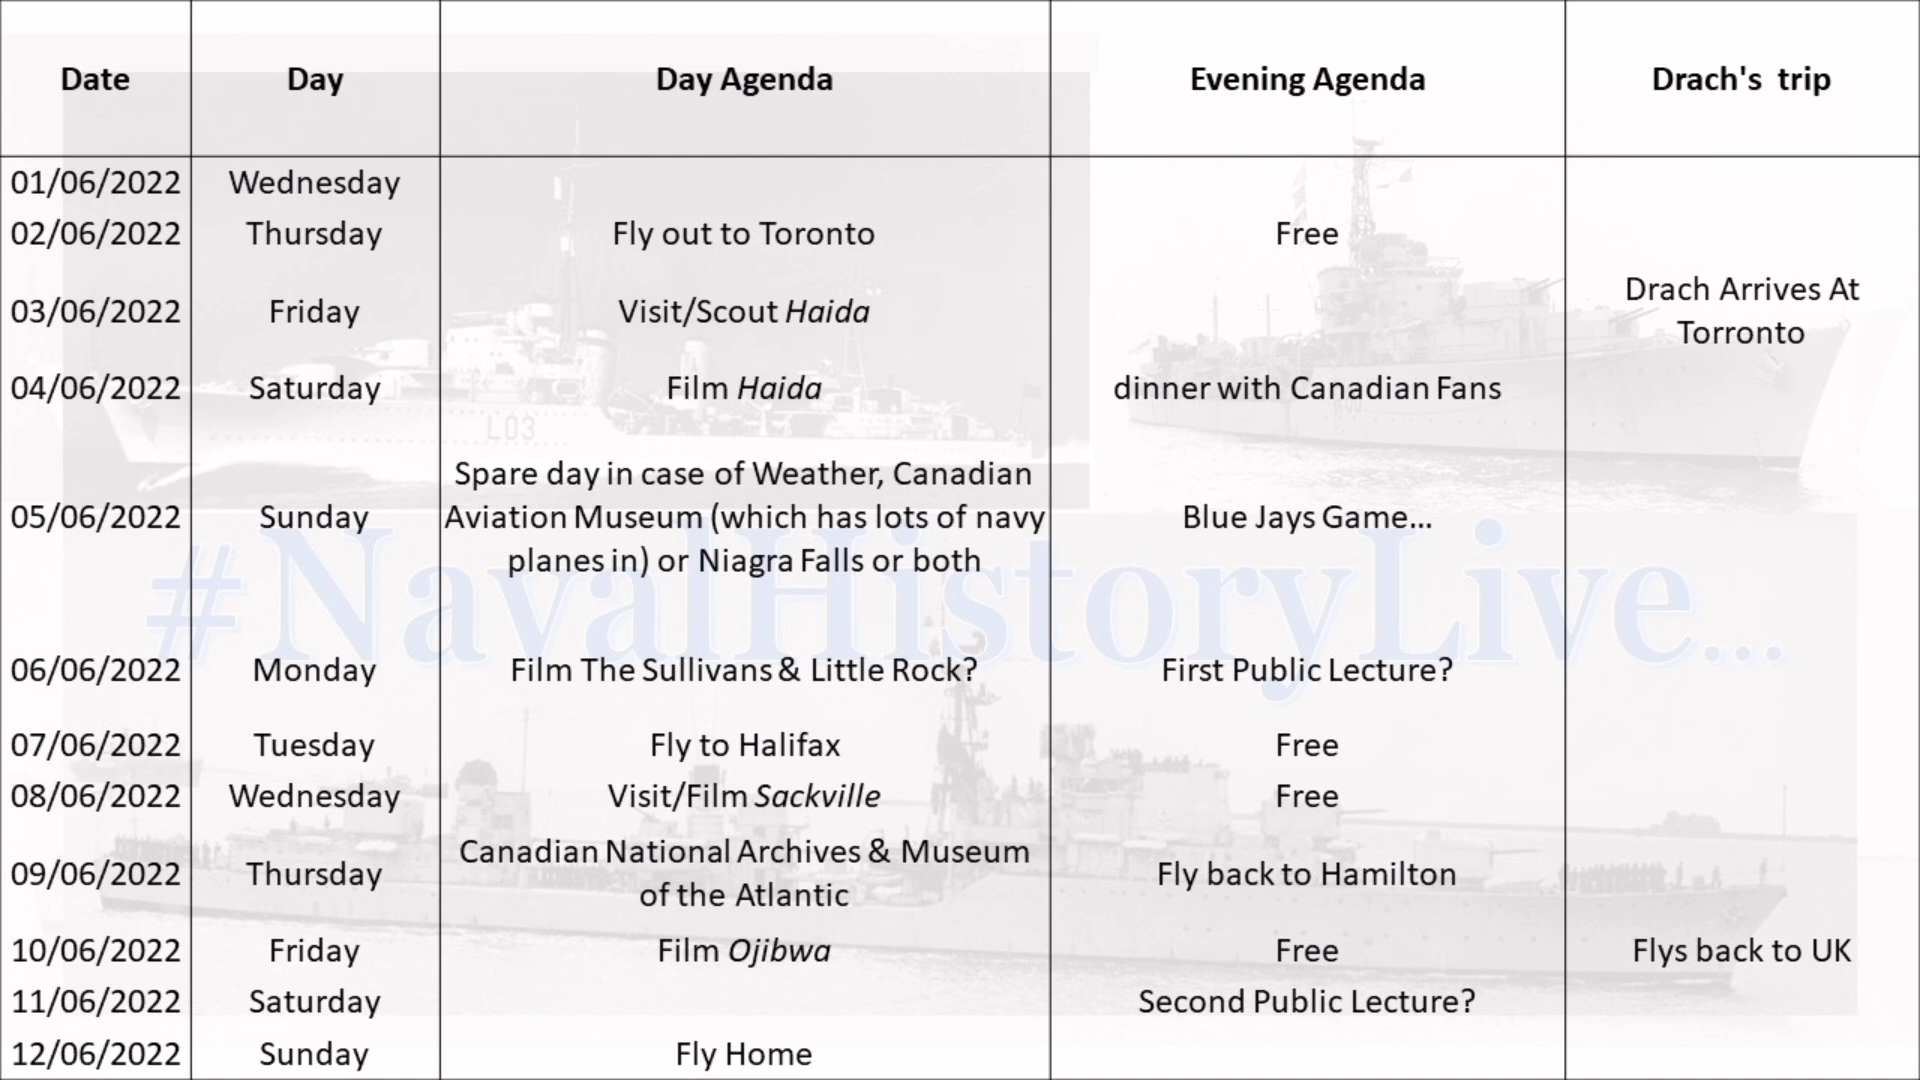 Date Day Day Agenda Evening Agenda Drach's trip
01/06/2022 Wednesday
02/06/2022 Thursday Fly out to Toronto Free
03/06/2022 Friday Visit/Scout Haida Drach Arrives At
Torronto
04/06/2022 Saturday Film Haida dinner with Canadian Fans
L03
05/06/2022 Sunday Spare day in case of Weather, Canadian
Aviation Museum (which has lots of navy
planes in) or Niagra Falls or both
Blue Jays Game...
#NavalHistoryLive...
06/06/2022 Monday Film The Sullivans & Little Rock? First Public Lecture?
07/06/2022 Tuesday Fly to Halifax Free
08/06/2022 Wednesday Visit/Film Sackville Free
09/06/2022 Thursday Canadian National Archives & Museum
of the Atlantic
Fly back to Hamilton
10/06/2022 Friday Film Ojibwa Free Flys back to UK
11/06/2022 Saturday Second Public Lecture?
12/06/2022 Sunday Fly Home